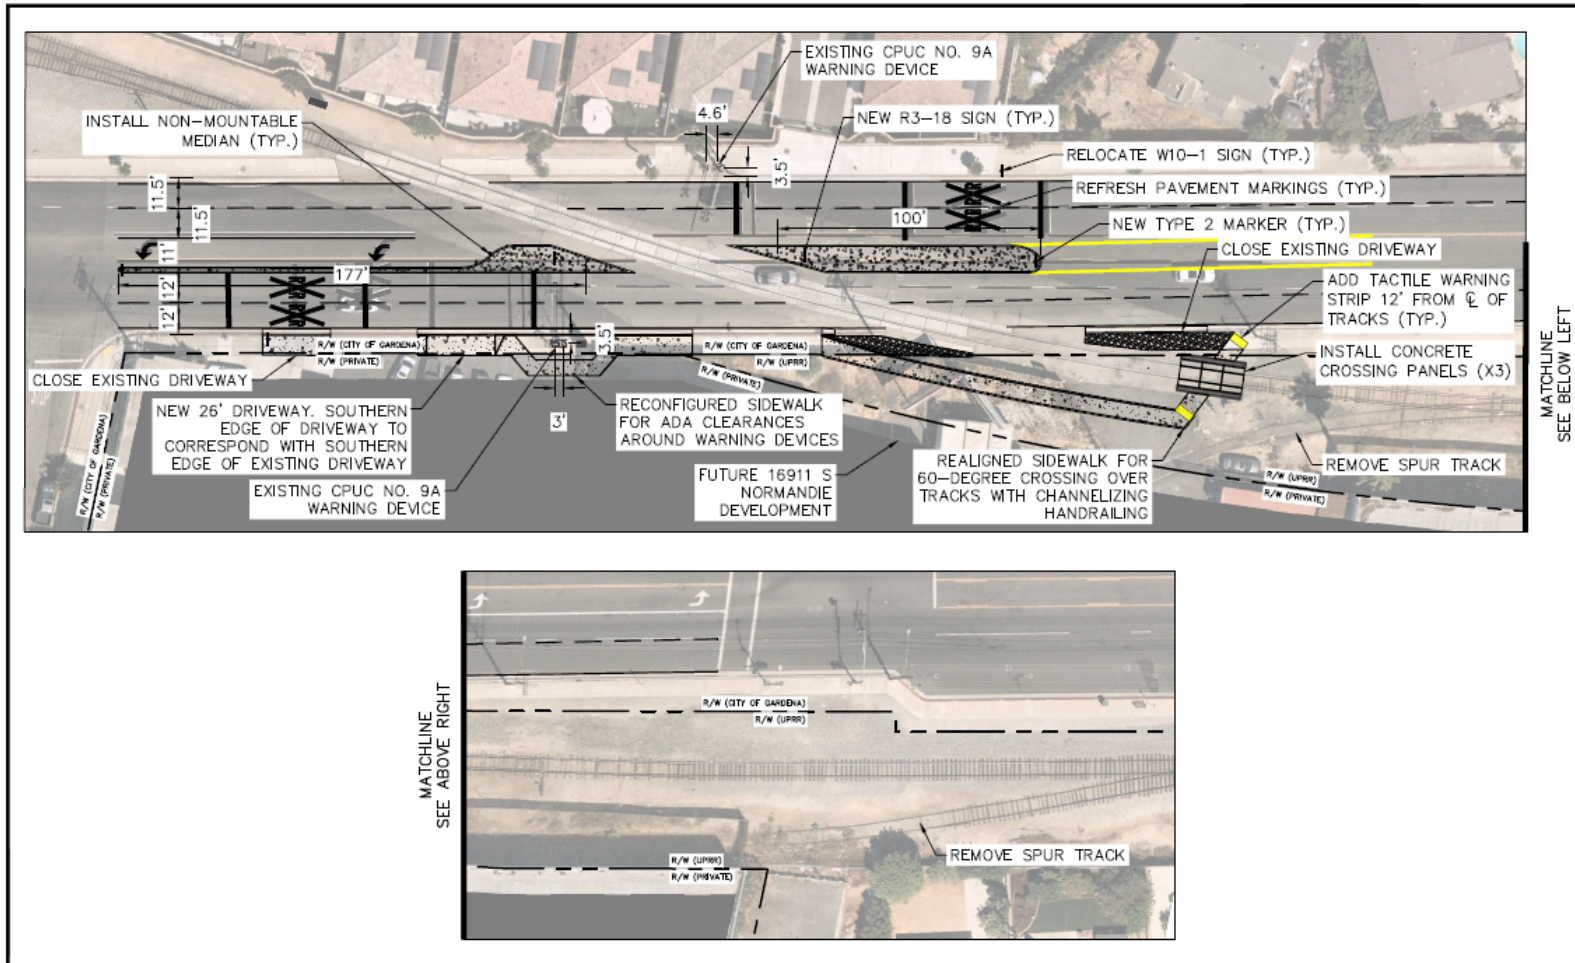 EXISTING CPUC NO. 9A
WARNING DEVICE
4.6'
INSTALL NON-MOUNTABLE
MEDIAN (TYP.)
NEW R3-18 SIGN (TYP.)
3.5'
RELOCATE W10-1 SIGN (TYP.)
11.5'
11.5'
REFRESH PAVEMENT MARKINGS (TYP.)
100'
NEW TYPE 2 MARKER (TYP.)
CLOSE EXISTING DRIVEWAY
11'
177'
12'
12'
ADD TACTILE WARNING
STRIP 12' FROM ℄ OF
TRACKS (TYP.)
3.5'
R/W (CITY OF GARDENA)
R/W (PRIVATE)
R/W (CITY OF GARDENA)
R/W (UPRR)
R/W (PRIVATE)
INSTALL CONCRETE
CROSSING PANELS (X3)
MATCHLINE
SEE BELOW LEFT
CLOSE EXISTING DRIVEWAY
NEW 26' DRIVEWAY. SOUTHERN
EDGE OF DRIVEWAY TO
CORRESPOND WITH SOUTHERN
EDGE OF EXISTING DRIVEWAY
3'
RECONFIGURED SIDEWALK
FOR ADA CLEARANCES
AROUND WARNING DEVICES
R/W (CITY OF GARDENA)
R/W (PRIVATE)
EXISTING CPUC NO. 9A
WARNING DEVICE
FUTURE 16911 S
NORMANDIE
DEVELOPMENT
REALIGNED SIDEWALK FOR
60-DEGREE CROSSING OVER
TRACKS WITH CHANNELIZING
HANDRAILING
REMOVE SPUR TRACK
R/W (UPRR)
R/W (PRIVATE)
MATCHLINE
SEE ABOVE RIGHT
R/W (CITY OF GARDENA)
R/W (UPRR)
REMOVE SPUR TRACK
R/W (UPRR)
R/W (PRIVATE)